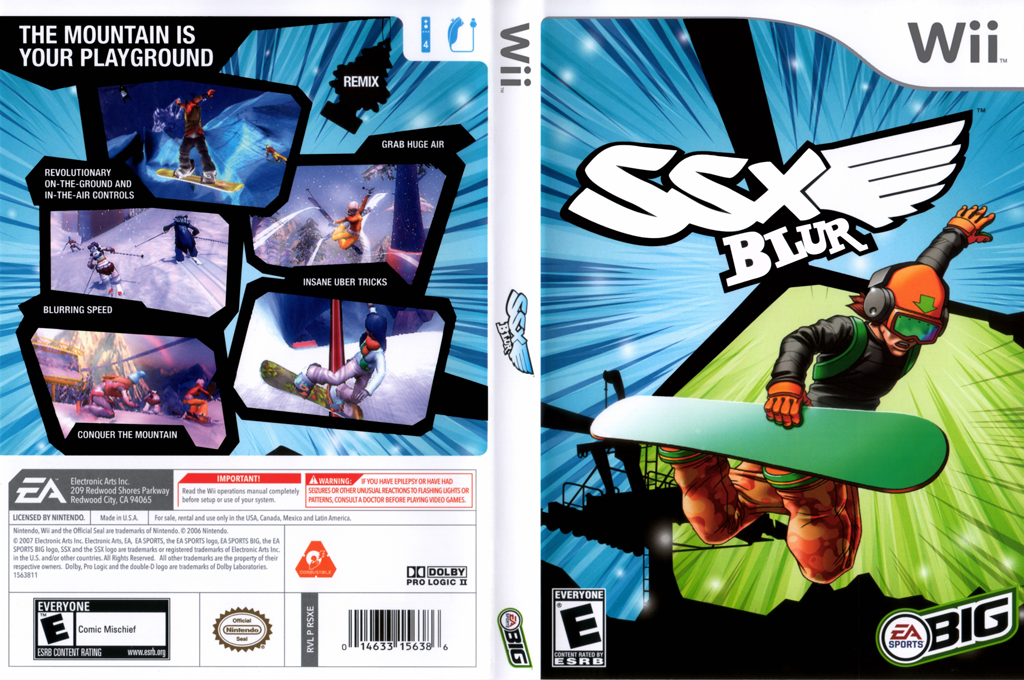 THE MOUNTAIN IS
YOUR PLAYGROUND
4
REMIX
GRAB HUGE AIR
REVOLUTIONARY
ON-THE-GROUND AND
IN-THE-AIR CONTROLS
INSANE UBER TRICKS
BLURRING SPEED
CONQUER THE MOUNTAIN
EA
Electronic Arts Inc.
209 Redwood Shores Parkway
Redwood City, CA 94065
IMPORTANT!
Read the Wii operations manual completely
before setup or use of your system.
WARNING: IF YOU HAVE EPILEPSY OR HAVE HAD
SEIZURES OR OTHER UNUSUAL REACTIONS TO FLASHING LIGHTS OR
PATTERNS, CONSULT A DOCTOR BEFORE PLAYING VIDEO GAMES.
LICENSED BY NINTENDO.
Made in U.S.A.
For sale, rental and use only in the USA, Canada, Mexico and Latin America.
Nintendo, Wii and the Official Seal are trademarks of Nintendo. © 2006 Nintendo.
© 2007 Electronic Arts Inc. Electronic Arts, EA, EA SPORTS, the EA SPORTS logo, EA SPORTS BIG, the EA
SPORTS BIG logo, SSX and the SSX logo are trademarks or registered trademarks of Electronic Arts Inc.
in the U.S. and/or other countries. All Rights Reserved. All other trademarks are the property of their
respective owners. Dolby, Pro Logic and the double-D logo are trademarks of Dolby Laboratories.
1563811
DOLBY
PRO LOGIC II
EVERYONE
E
Comic Mischief
ESRB CONTENT RATING www.esrb.org
Official
Nintendo
Seal
RVL P RSXE
0 14633 15638 6
Wii
SSX
BLUR
EA
SPORTS
BIG
Wii
TM
SSX
BLUR
TM
EVERYONE
E
CONTENT RATED BY
ESRB
EA
SPORTS
BIG